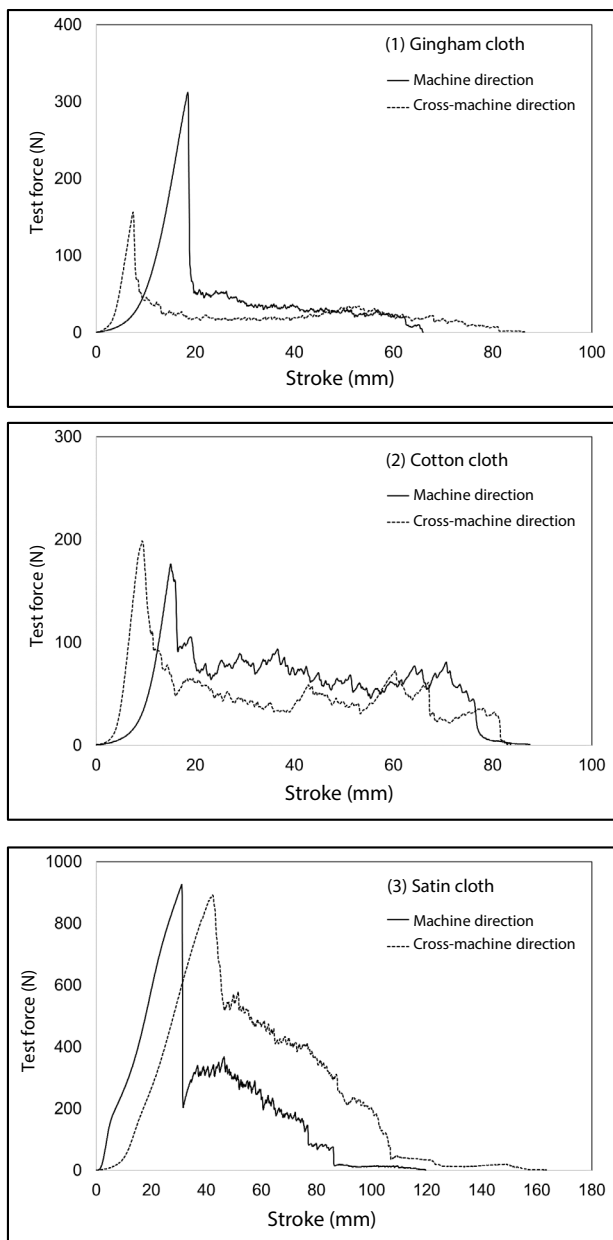 400
(1) Gingham cloth
Machine direction
Cross-machine direction
300
200
100
0
Test force (N)
0 20 40 60 80 100
Stroke (mm)
300
(2) Cotton cloth
Machine direction
Cross-machine direction
200
100
0
Test force (N)
0 20 40 60 80 100
Stroke (mm)
1000
(3) Satin cloth
Machine direction
Cross-machine direction
800
600
400
200
0
Test force (N)
0 20 40 60 80 100 120 140 160 180
Stroke (mm)